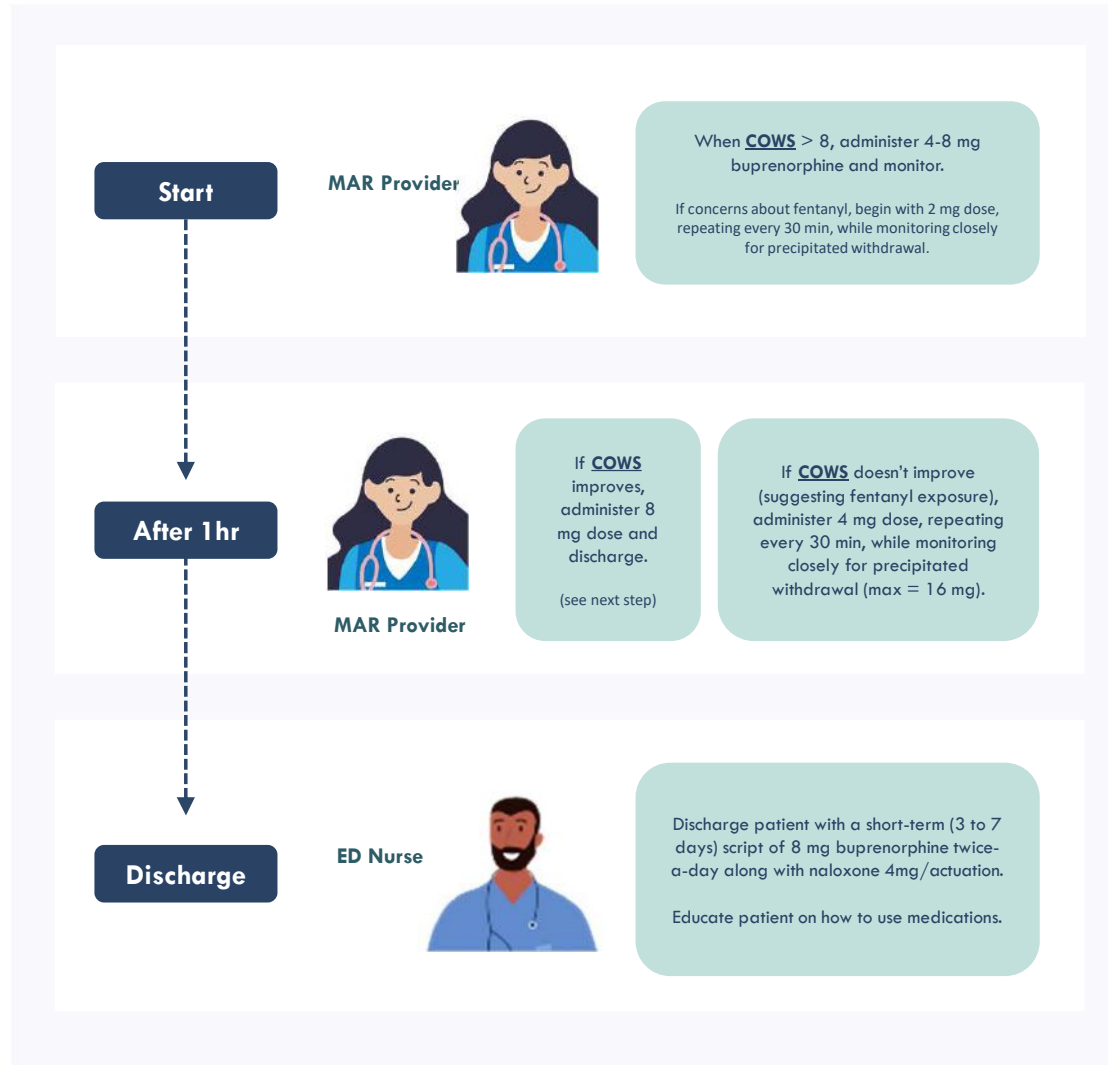 Start
MAR Provider
When COWS > 8, administer 4-8 mg
buprenorphine and monitor.
If concerns about fentanyl, begin with 2 mg dose,
repeating every 30 min, while monitoring closely
for precipitated withdrawal.
After 1hr
MAR Provider
If COWS
improves,
administer 8
mg dose and
discharge.
(see next step)
If COWS doesn't improve
(suggesting fentanyl exposure),
administer 4 mg dose, repeating
every 30 min, while monitoring
closely for precipitated
withdrawal (max = 16 mg).
Discharge
ED Nurse
Discharge patient with a short-term (3 to 7
days) script of 8 mg buprenorphine twice-
a-day along with naloxone 4mg/actuation.
Educate patient on how to use medications.